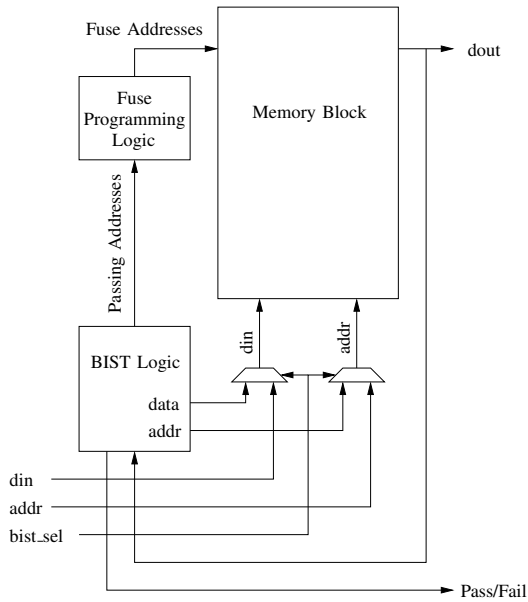 Fuse Addresses
dout
Fuse
Programming
Logic
Memory Block
Passing Addresses
din
addr
BIST Logic
data
addr
din
addr
bist_sel
Pass/Fail